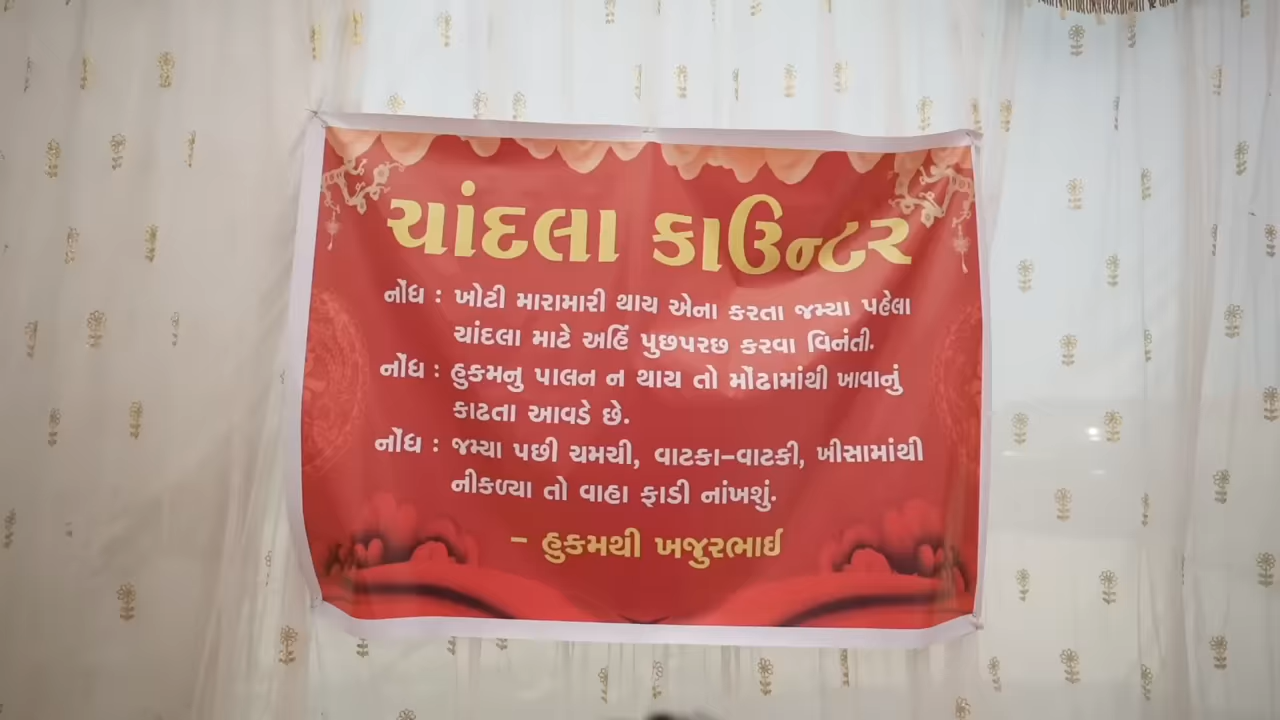 ચાંદલા કાઉન્ટર
નોંધ : ખોટી મારામારી થાય એના કરતા જમ્યા પહેલા
ચાંદલા માટે અહિં પુછપરછ કરવા વિનંતી.
નોંધ : હુકમનુ પાલન ન થાય તો મોંઢામાંથી ખાવાનું
કાઢતા આવડે છે.
નોંધ : જમ્યા પછી ચમચી, વાટકા-વાટકી, ખીસામાંથી
નીકળ્યા તો વાહા ફાડી નાંખશું.
- હુકમથી ખજુરભાઈ